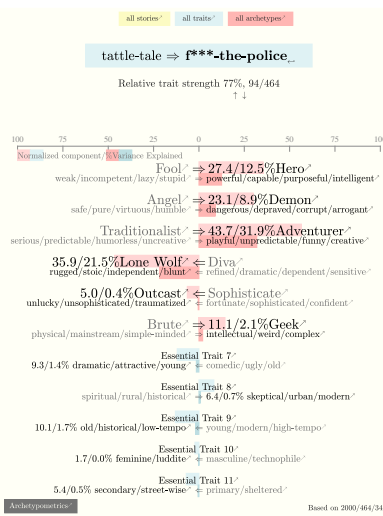 all stories↗ all traits↗ all archetypes↗
tattle-tale ⇒ f***-the-police↩
Relative trait strength 77%, 94/464
↑ ↓
100 75 50 25 0 25 50 75 100
Normalized component/%Variance Explained
Fool↗ ⇒ 27.4/12.5% Hero↗
weak/incompetent/lazy/stupid↗ ⇒ powerful/capable/purposeful/intelligent↗
Angel↗ ⇒ 23.1/8.9% Demon↗
safe/pure/virtuous/humble↗ ⇒ dangerous/depraved/corrupt/arrogant↗
Traditionalist↗ ⇒ 43.7/31.9% Adventurer↗
serious/predictable/humorless/uncreative↗ ⇒ playful/unpredictable/funny/creative↗
35.9/21.5% Lone Wolf↗ ⇐ Diva↗
rugged/stoic/independent/blunt↗ ⇐ refined/dramatic/dependent/sensitive↗
5.0/0.4% Outcast↗ ⇐ Sophisticate↗
unlucky/unsophisticated/traumatized↗ ⇐ fortunate/sophisticated/confident↗
Brute↗ ⇒ 11.1/2.1% Geek↗
physical/mainstream/simple-minded↗ ⇒ intellectual/weird/complex↗
Essential Trait 7↗
9.3/1.4% dramatic/attractive/young↗ ⇐ comedic/ugly/old↗
Essential Trait 8↗
spiritual/rural/historical↗ ⇒ 6.4/0.7% skeptical/urban/modern↗
Essential Trait 9↗
10.1/1.7% old/historical/low-tempo↗ ⇐ young/modern/high-tempo↗
Essential Trait 10↗
1.7/0.0% feminine/luddite↗ ⇐ masculine/technophile↗
Essential Trait 11↗
5.4/0.5% secondary/street-wise↗ ⇐ primary/sheltered↗
Archetypometrics↗ Based on 2000/464/34